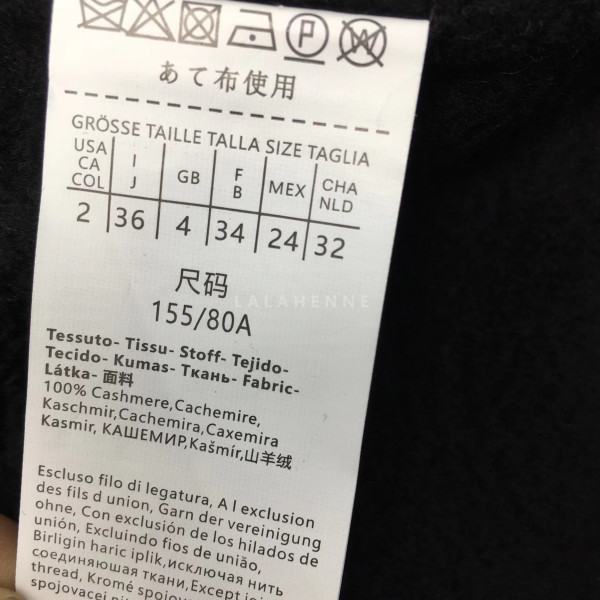 P W
あて布使用
GRÖSSE TAILLE TALLA SIZE TAGLIA
USA CA COL I J GB F B MEX CHA NLD
2 36 4 34 24 32
尺码
LALAHENNE
155/80A
Tessuto- Tissu- Stoff- Tejido-
Tecido- Kumas- Ткань- Fabric-
Látka- 面料
100% Cashmere,Cachemire,
Kaschmir,Cachemira,Caxemira
Kasmir, КАШЕМИР,Kašmír,山羊绒
Escluso filo di legatura, A l exclusion
des fils d union, Garn der vereinigung
ohne, Con exclusión de los hilados de
unión, Excluindo fios de união,
Birligin haric iplik,исключая нить
соединяющая ткани,Except
thread, Kromé spojov
spojovacej